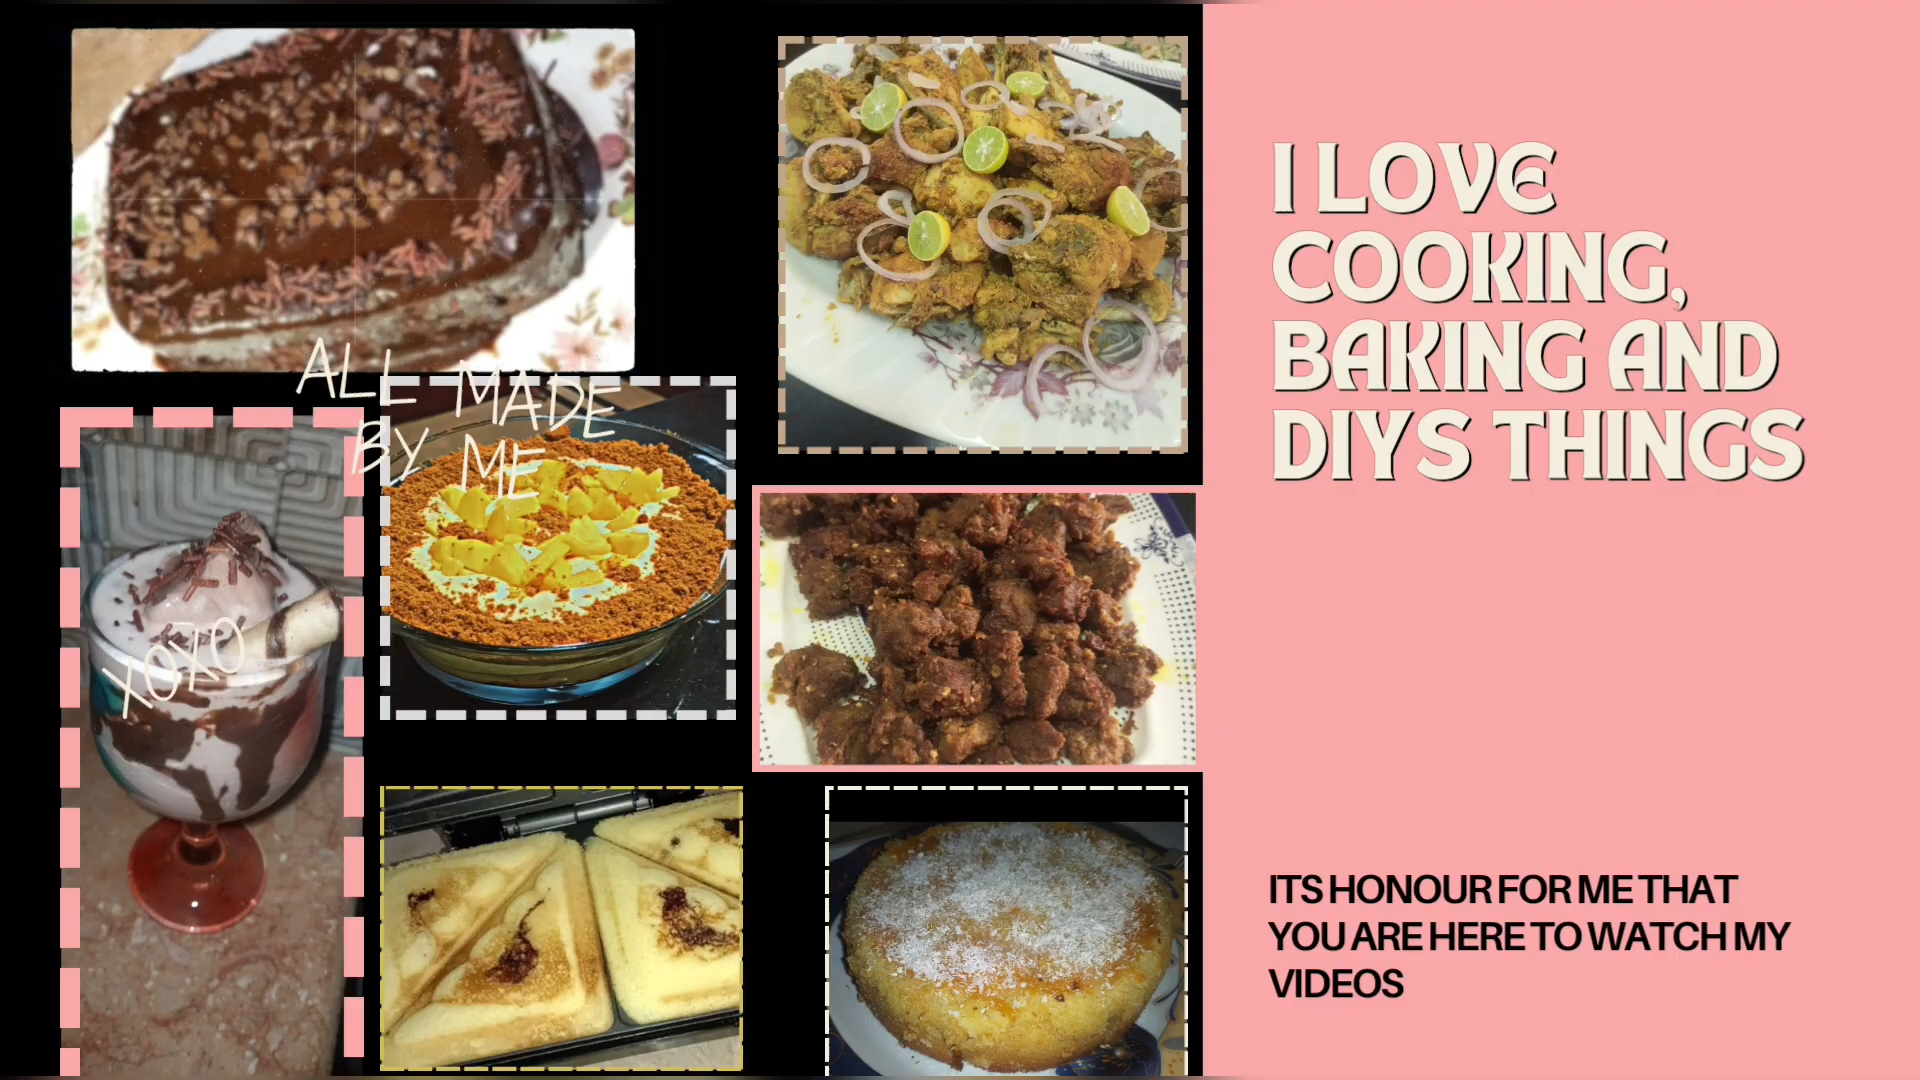 ALL MADE
BY ME
XOXO
I LOVE
COOKING,
BAKING AND
DIYS THINGS
ITS HONOUR FOR ME THAT
YOU ARE HERE TO WATCH MY
VIDEOS